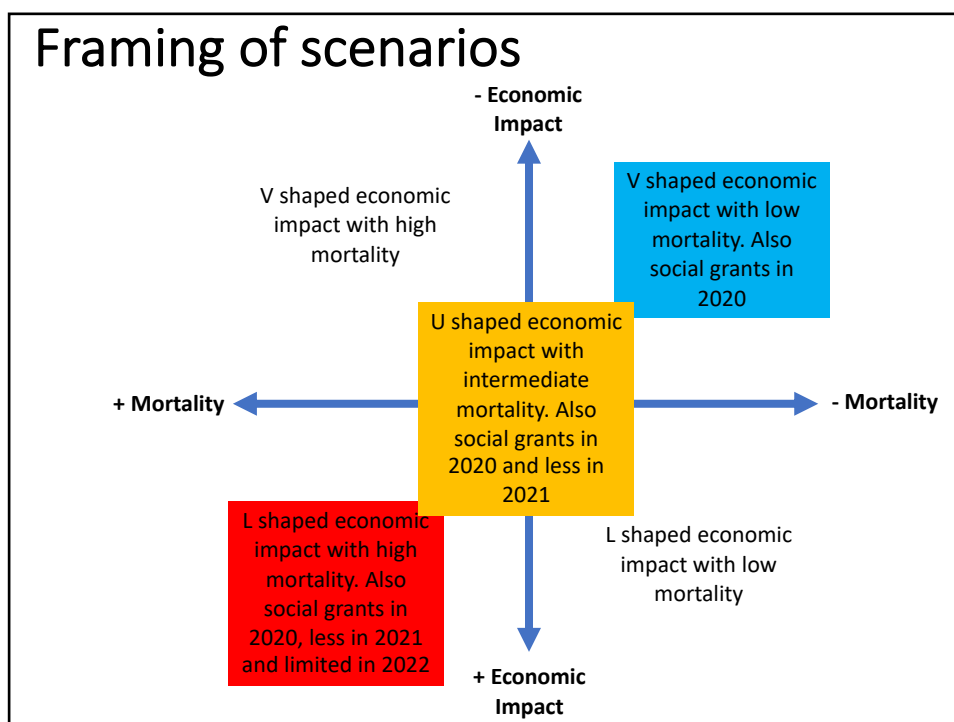 Framing of scenarios
- Economic
Impact
V shaped economic
impact with high
mortality
V shaped economic
impact with low
mortality. Also
social grants in
2020
U shaped economic
impact with
intermediate
mortality. Also
social grants in
2020 and less in
2021
+ Mortality
- Mortality
L shaped economic
impact with high
mortality. Also
social grants in
2020, less in 2021
and limited in 2022
L shaped economic
impact with low
mortality
+ Economic
Impact